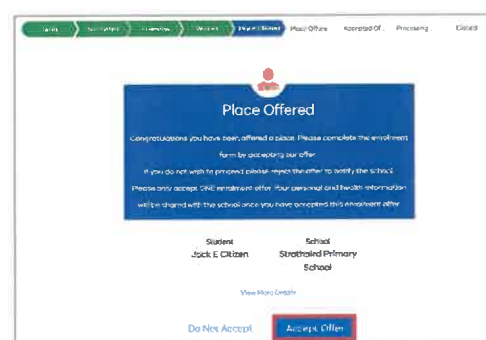 Place Offered Place Offers Accepted Of... Processing Closed
Place Offered
Congratulations you have been offered a place. Please complete the enrolment
form by accepting our offer
If you do not wish to proceed please reject the offer to notify the school.
Please only accept ONE enrolment offer. Your personal and health information
will be shared with the school once you have accepted this enrolment offer
Student School
Jack E Citizen Strathaird Primary
School
View More Details
Do Not Accept Accept Offer